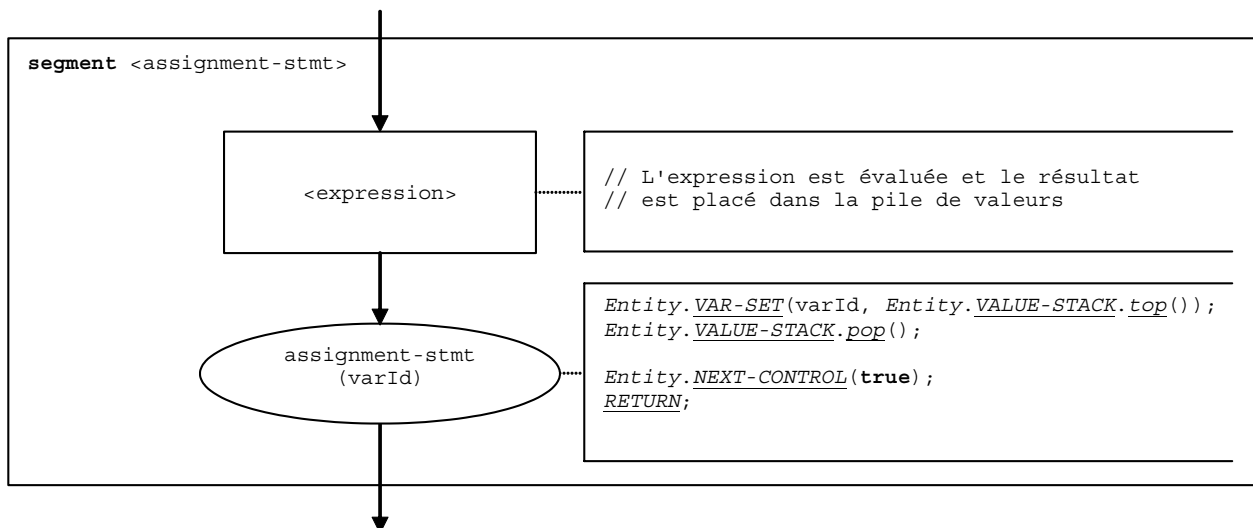 segment <assignment-stmt>
<expression>
// L'expression est évaluée et le résultat
// est placé dans la pile de valeurs
assignment-stmt
(varId)
Entity.VAR-SET(varId, Entity.VALUE-STACK.top());
Entity.VALUE-STACK.pop();
Entity.NEXT-CONTROL(true);
RETURN;